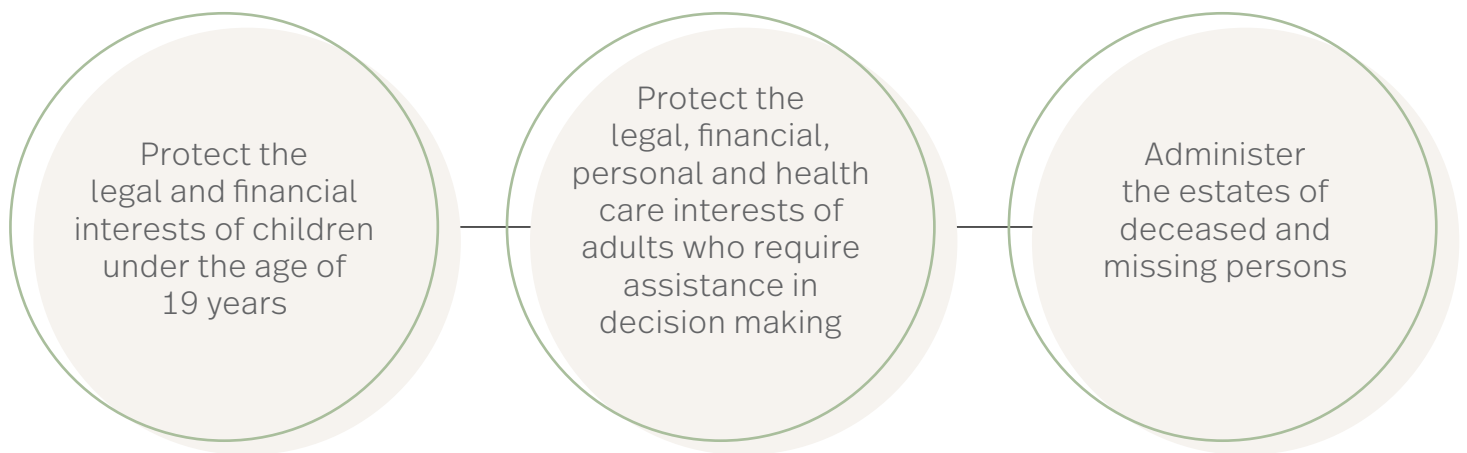 Protect the
legal and financial
interests of children
under the age of
19 years
Protect the
legal, financial,
personal and health
care interests of
adults who require
assistance in
decision making
Administer
the estates of
deceased and
missing persons